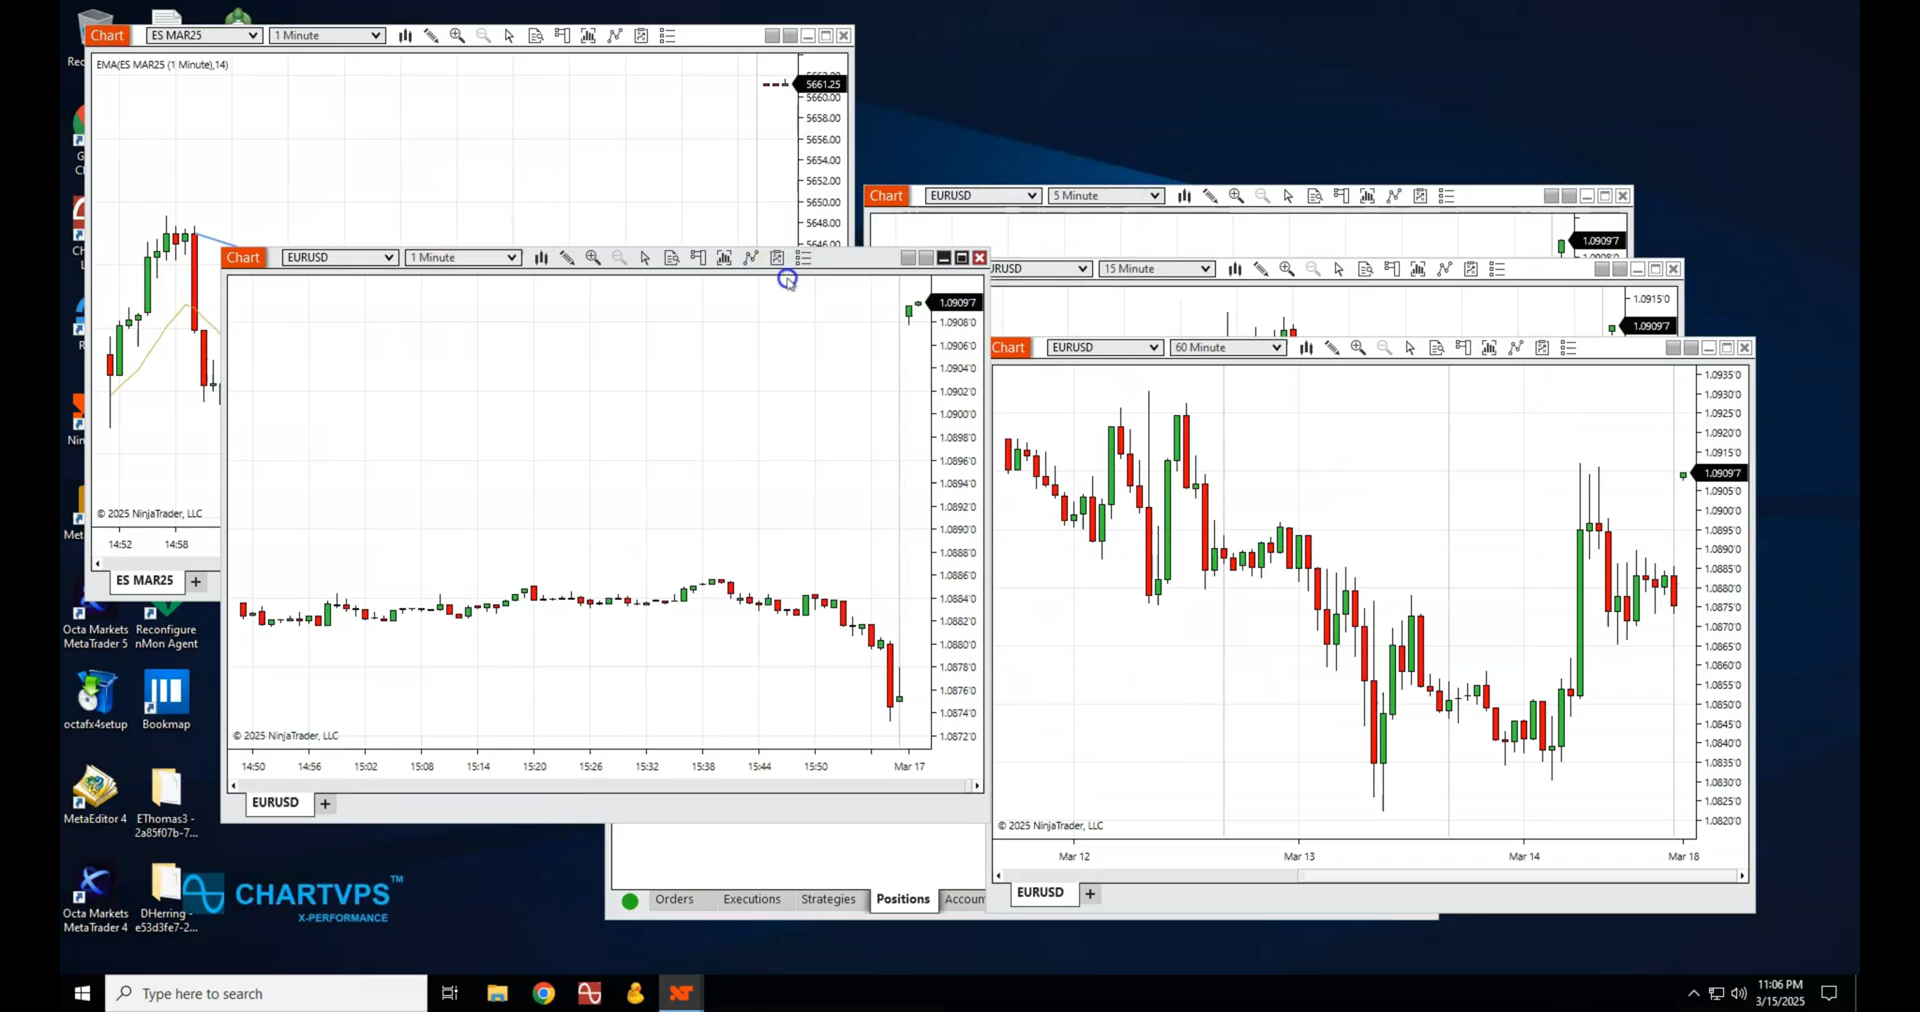 Chart
ES MAR25
1 Minute
EMA(ES MAR25 (1 Minute),14)
5661.25
5660.00
5658.00
5656.00
5654.00
5652.00
5650.00
5648.00
5646.00
© 2025 NinjaTrader, LLC
14:52
14:58
ES MAR25
+
Chart
EURUSD
5 Minute
1.0909'7
Chart
EURUSD
1 Minute
1.0909'7
1.0908'0
1.0906'0
1.0904'0
1.0902'0
1.0900'0
1.0898'0
1.0896'0
1.0894'0
1.0892'0
1.0890'0
1.0888'0
1.0886'0
1.0884'0
1.0882'0
1.0880'0
1.0878'0
1.0876'0
1.0874'0
1.0872'0
© 2025 NinjaTrader, LLC
14:50
14:56
15:02
15:08
15:14
15:20
15:26
15:32
15:38
15:44
15:50
Mar 17
EURUSD
+
15 Minute
1.0915'0
1.0909'7
Chart
EURUSD
60 Minute
1.0935'0
1.0930'0
1.0925'0
1.0920'0
1.0915'0
1.0909'7
1.0905'0
1.0900'0
1.0895'0
1.0890'0
1.0885'0
1.0880'0
1.0875'0
1.0870'0
1.0865'0
1.0860'0
1.0855'0
1.0850'0
1.0845'0
1.0840'0
1.0835'0
1.0830'0
1.0825'0
1.0820'0
© 2025 NinjaTrader, LLC
Mar 12
Mar 13
Mar 14
Mar 18
EURUSD
+
Orders
Executions
Strategies
Positions
Accoun
Octa Markets
MetaTrader 5
Reconfigure
nMon Agent
octafx4setup
Bookmap
MetaEditor 4
EThomas3 -
2a85f07b-7...
Octa Markets
MetaTrader 4
DHerring -
e53d3fe7-2...
CHARTVPS™
X-PERFORMANCE
Type here to search
11:06 PM
3/15/2025